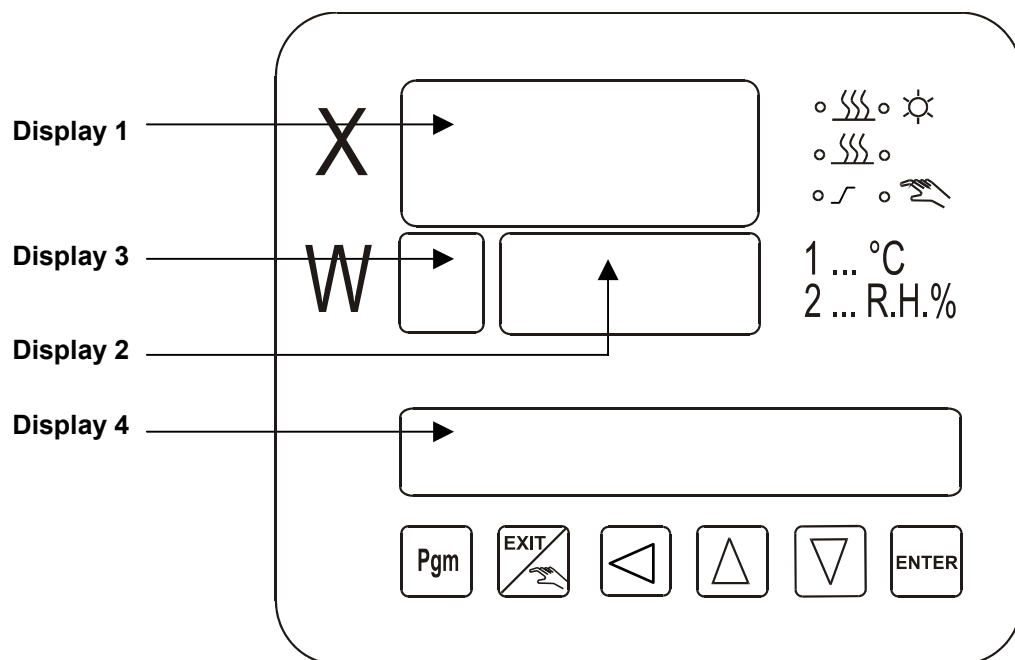 Display 1
X
Display 3
W
1 ... °C
2 ... R.H.%
Display 2
Display 4
Pgm
EXIT
ENTER